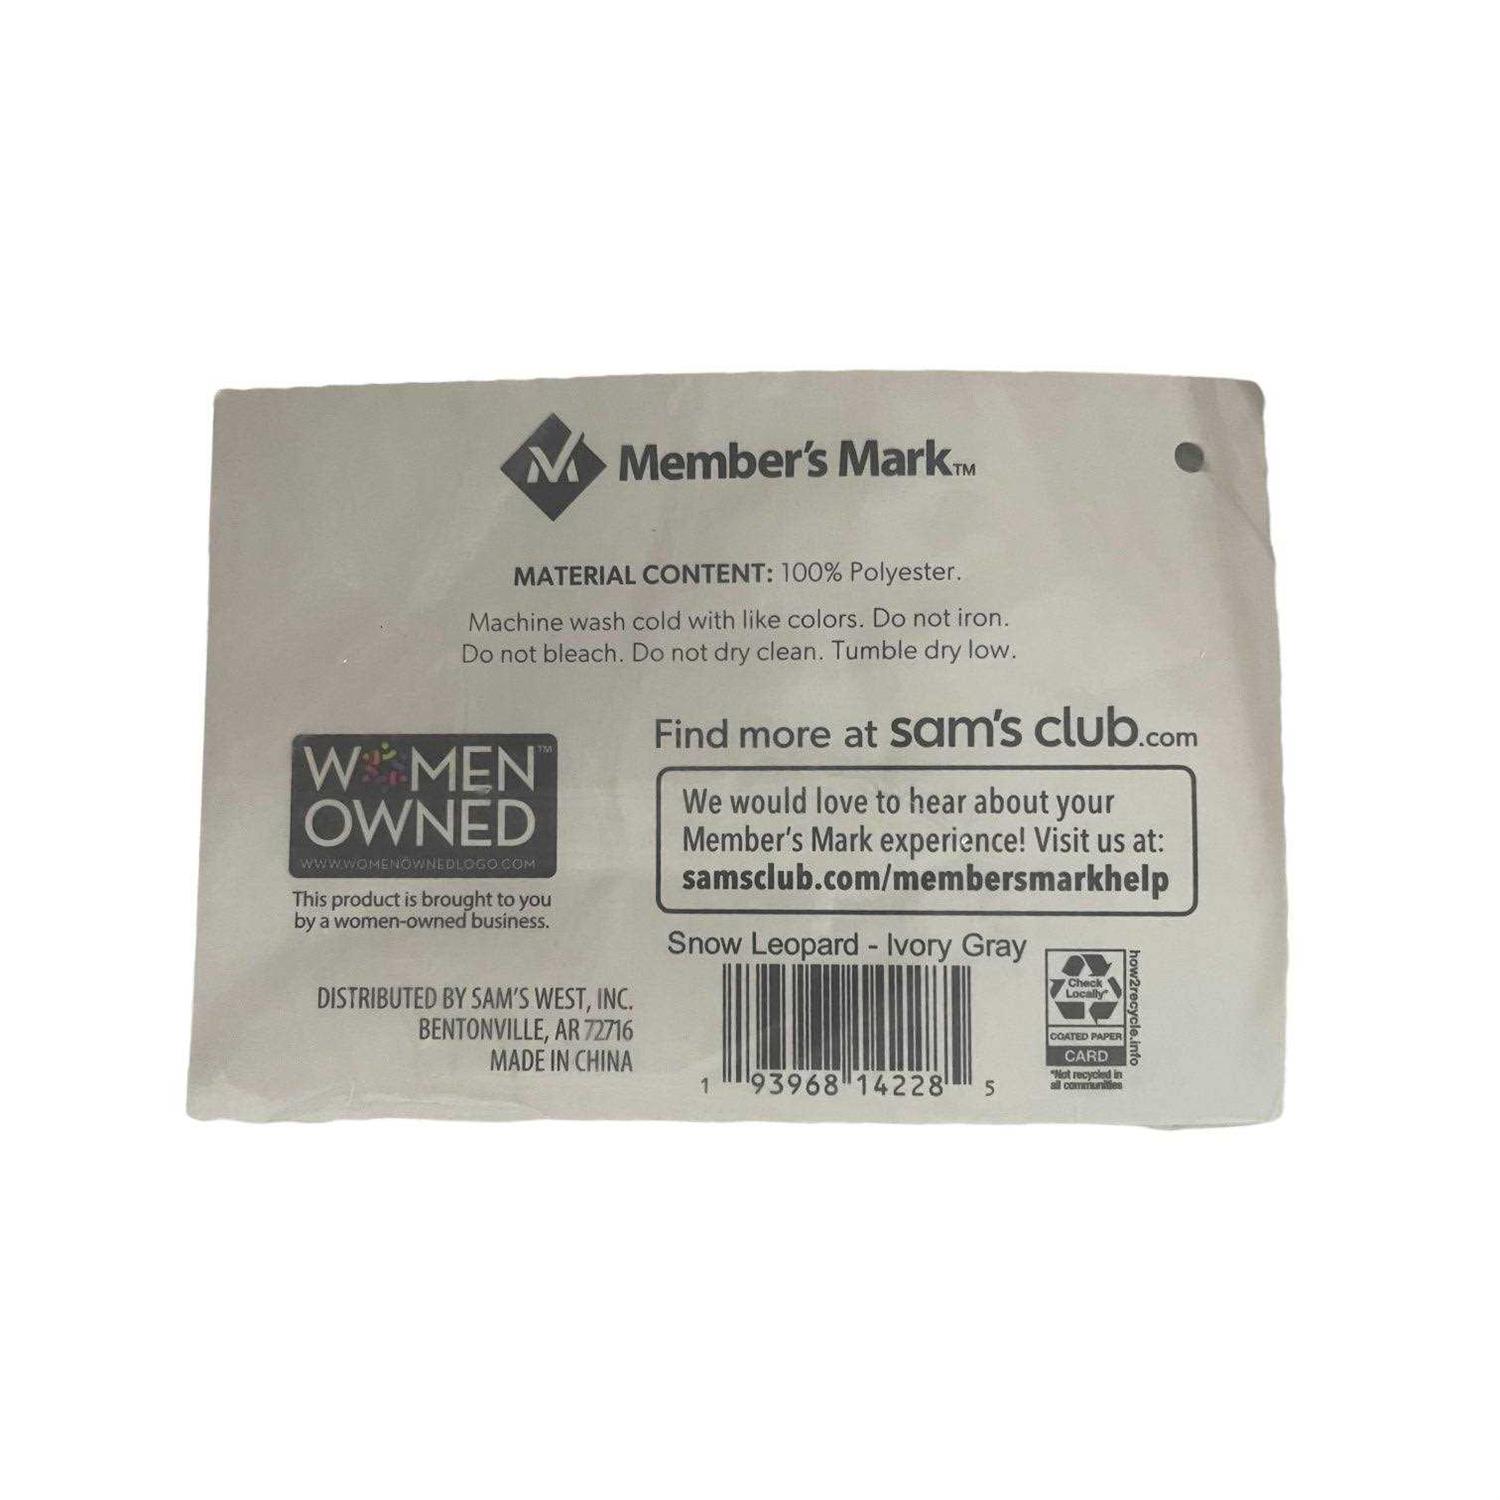 Member's Mark™
MATERIAL CONTENT: 100% Polyester.
Machine wash cold with like colors. Do not iron.
Do not bleach. Do not dry clean. Tumble dry low.
Find more at sam's club.com
We would love to hear about your
Member's Mark experience! Visit us at:
samsclub.com/membersmarkhelp
WOMEN™
OWNED
WWW.WOMENOWNEDLOGO.COM
This product is brought to you
by a women-owned business.
DISTRIBUTED BY SAM'S WEST, INC.
BENTONVILLE, AR 72716
MADE IN CHINA
Snow Leopard - Ivory Gray
1 93968 14228 5
Check
Locally*
COATED PAPER
CARD
*Not recycled in
all communities
how2recycle.info